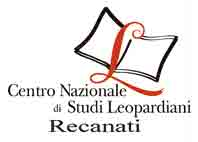 L
Centro Nazionale
di Studi Leopardiani
Recanati